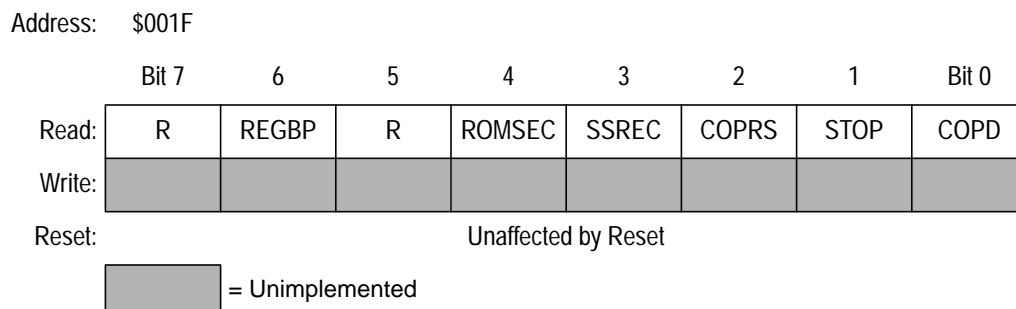 Address: $001F
Bit 7 6 5 4 3 2 1 Bit 0
Read: R REGBP R ROMSEC SSREC COPRS STOP COPD
Write:
Reset: Unaffected by Reset
= Unimplemented